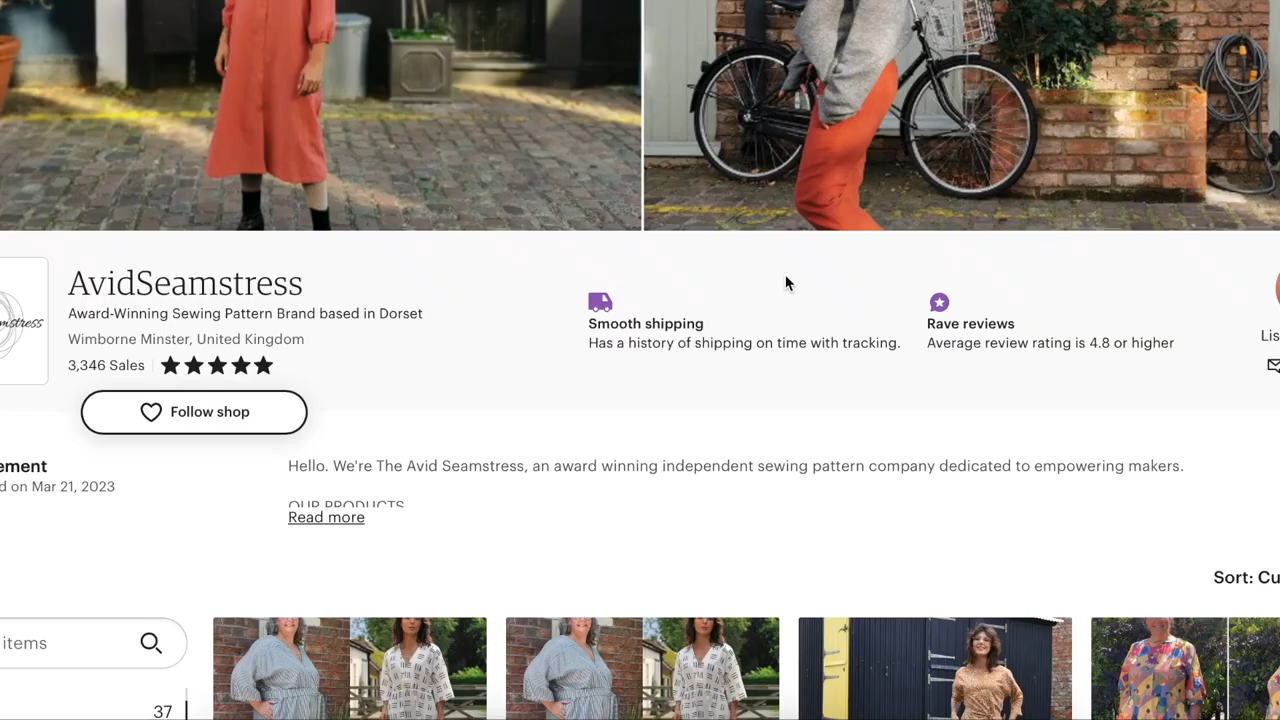 AvidSeamstress
Award-Winning Sewing Pattern Brand based in Dorset
Wimborne Minster, United Kingdom
3,346 Sales
Follow shop
Smooth shipping
Has a history of shipping on time with tracking.
Rave reviews
Average review rating is 4.8 or higher
Lis
mstress
ement
d on Mar 21, 2023
Hello. We're The Avid Seamstress, an award winning independent sewing pattern company dedicated to empowering makers.
OUR PRODUCTS
Read more
Sort: Cu
items
37